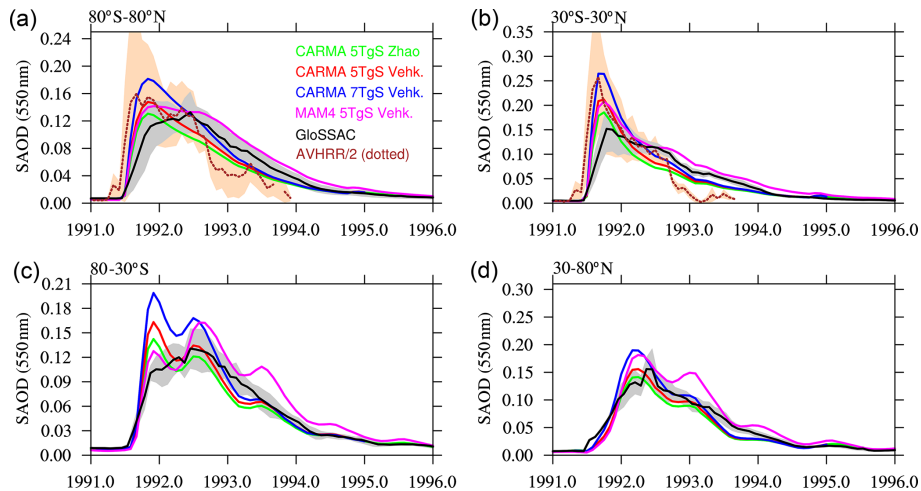 (a) 80°S-80°N
SAOD (550 nm)
0.24
0.20
0.16
0.12
0.08
0.04
0.00
CARMA 5TgS Zhao
CARMA 5TgS Vehk.
CARMA 7TgS Vehk.
MAM4 5TgS Vehk.
GloSSAC
AVHRR/2 (dotted)
1991.0 1992.0 1993.0 1994.0 1995.0 1996.0
(b) 30°S-30°N
SAOD (550 nm)
0.35
0.30
0.25
0.20
0.15
0.10
0.05
0.00
1991.0 1992.0 1993.0 1994.0 1995.0 1996.0
(c) 80-30°S
SAOD (550 nm)
0.21
0.18
0.15
0.12
0.09
0.06
0.03
0.00
1991.0 1992.0 1993.0 1994.0 1995.0 1996.0
(d) 30-80°N
SAOD (550 nm)
0.30
0.25
0.20
0.15
0.10
0.05
0.00
1991.0 1992.0 1993.0 1994.0 1995.0 1996.0